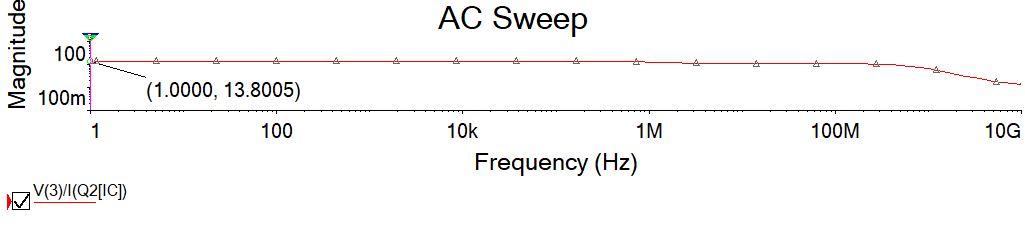 AC Sweep
Magnitude
100
100m
(1.0000, 13.8005)
1 100 10k 1M 100M 10G
Frequency (Hz)
V(3)/I(Q2[IC])